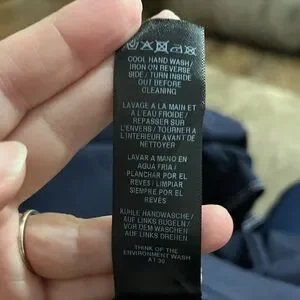 COOL HAND WASH /
IRON ON REVERSE
SIDE / TURN INSIDE
OUT BEFORE
CLEANING
LAVAGE A LA MAIN ET
A L'EAU FROIDE /
REPASSER SUR
L'ENVERS / TOURNER A
L'INTERIEUR AVANT DE
NETTOYER
LAVAR A MANO EN
AGUA FRIA /
PLANCHAR POR EL
REVES / LIMPIAR
SIEMPRE POR EL
REVÉS
KUHLE HANDWASCHE /
AUF LINKS BUGELN /
VOR DEM WASCHEN
AUF LINKS DREHEN
THINK OF THE
ENVIRONMENT WASH
AT 30